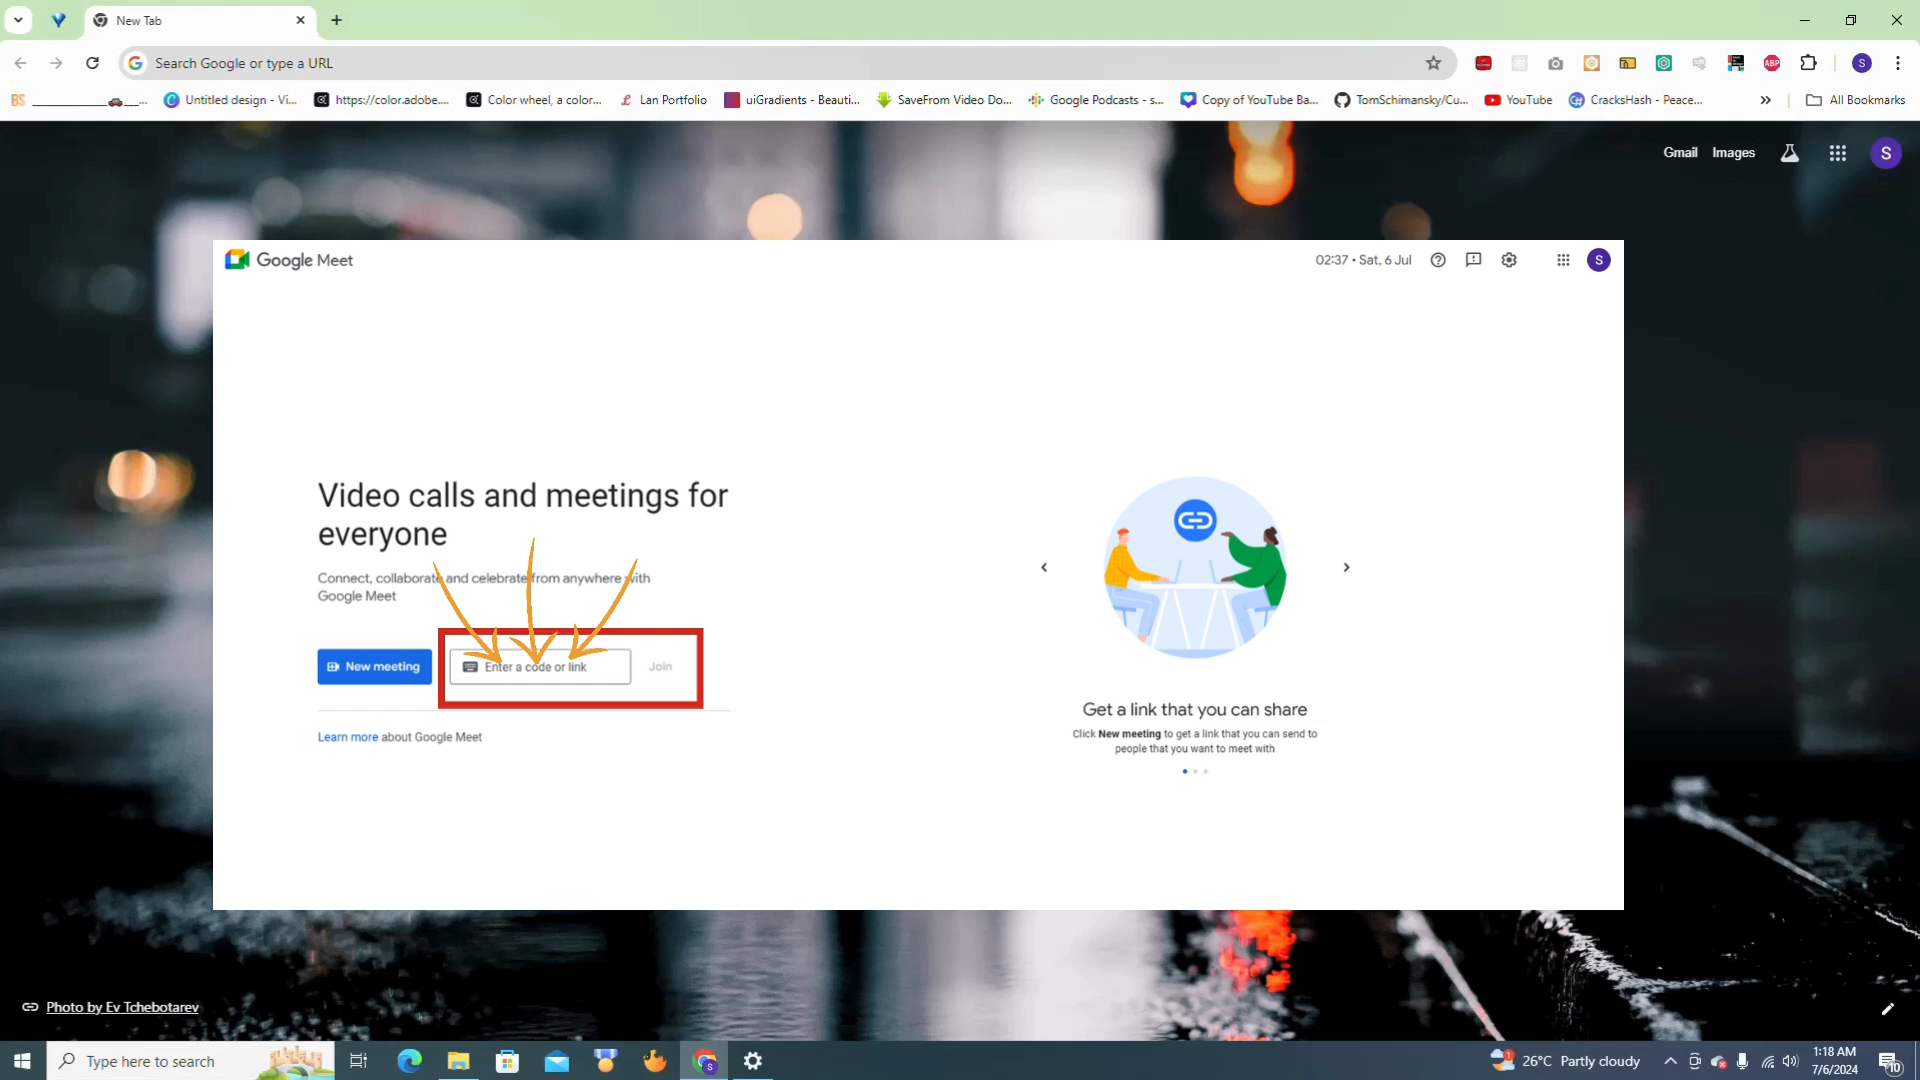 New Tab
Search Google or type a URL
BS ______________🚗___...
Untitled design - Vi...
https://color.adobe....
Color wheel, a color...
Lan Portfolio
uiGradients - Beauti...
SaveFrom Video Do...
Google Podcasts - s...
Copy of YouTube Ba...
TomSchimansky/Cu...
YouTube
CracksHash - Peace...
All Bookmarks
Gmail Images S
Google Meet
02:37 • Sat, 6 Jul S
Video calls and meetings for
everyone
Connect, collaborate and celebrate from anywhere with
Google Meet
New meeting
Enter a code or link
Join
Learn more about Google Meet
Get a link that you can share
Click New meeting to get a link that you can send to
people that you want to meet with
Photo by Ev Tchebotarev
Type here to search
26°C Partly cloudy
1:18 AM
7/6/2024
10